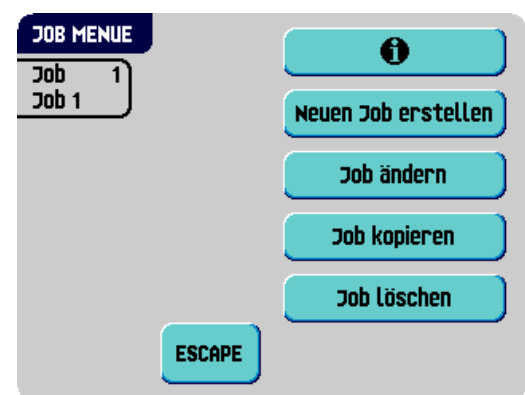 JOB MENUE
Job 1
Job 1
i
Neuen Job erstellen
Job ändern
Job kopieren
Job löschen
ESCAPE